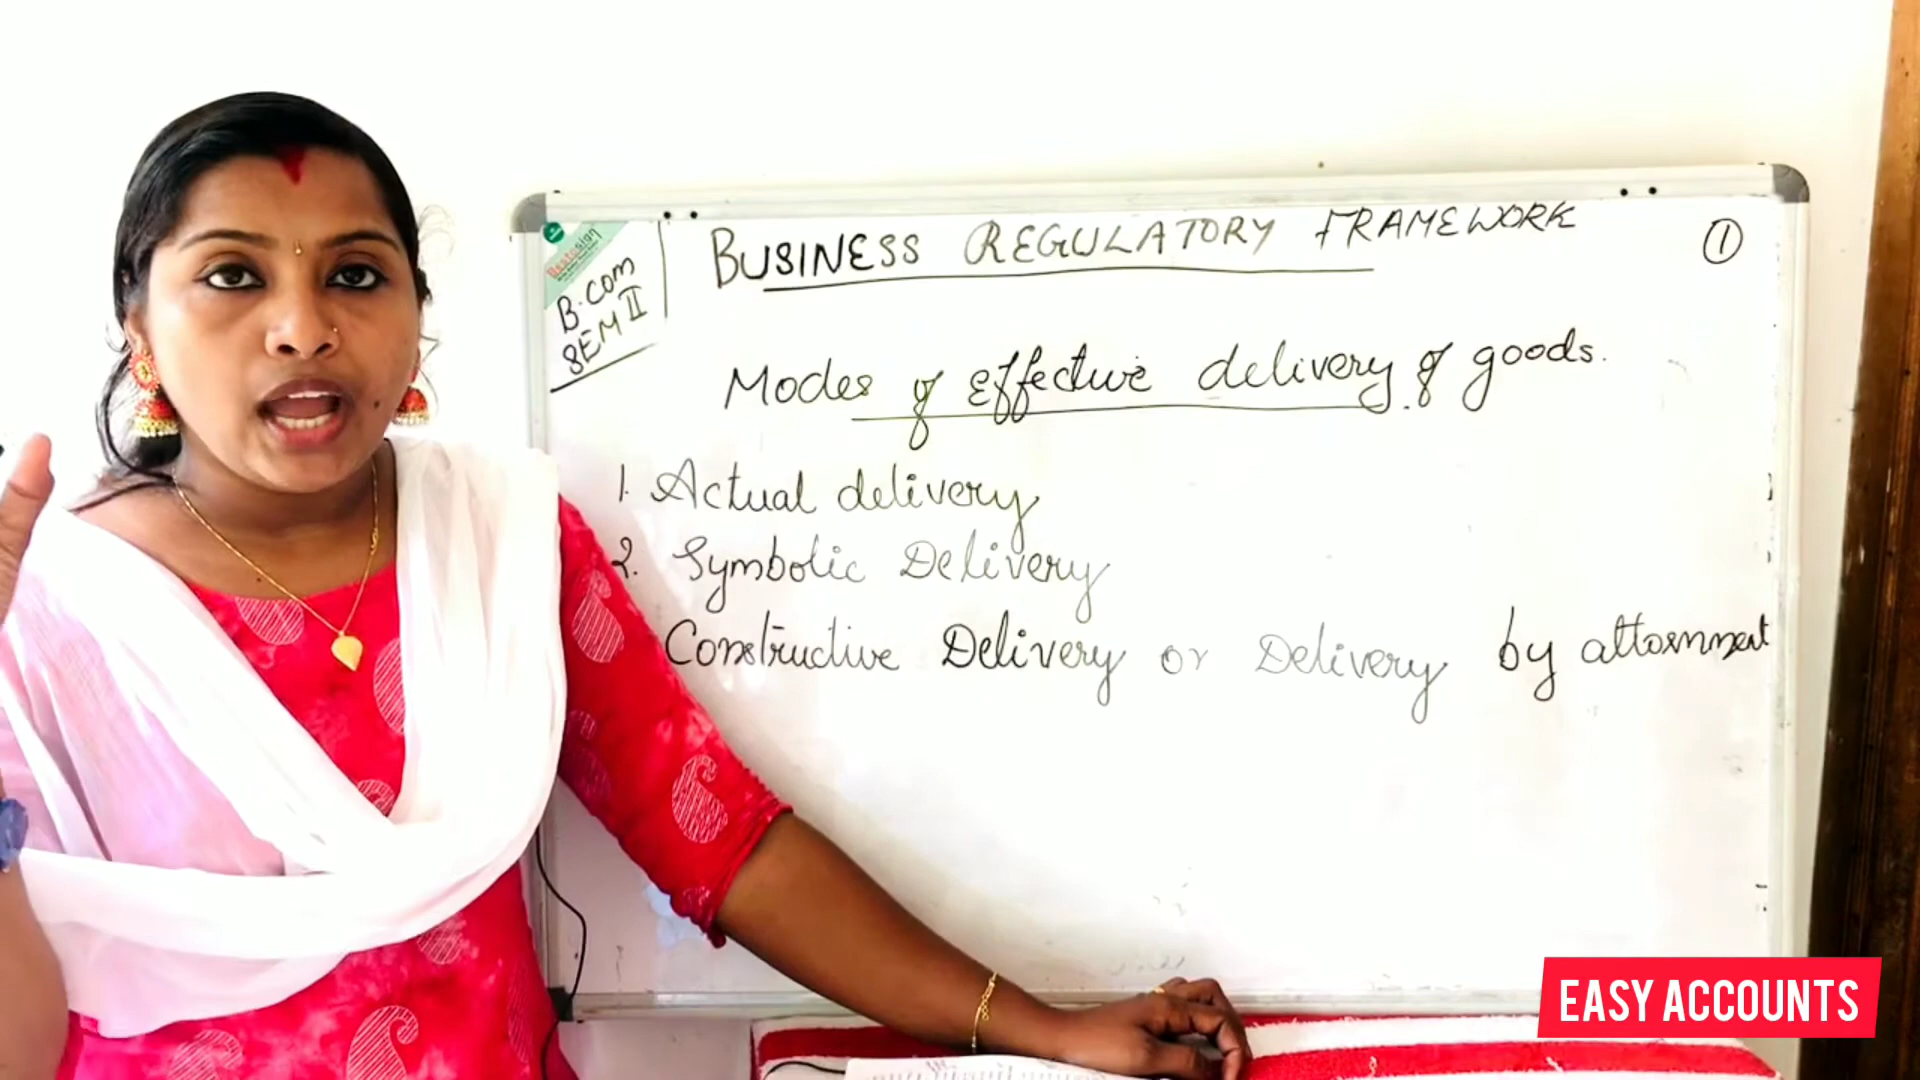 BUSINESS REGULATORY FRAMEWORK
1
B.COM
SEM II
Modes of effective delivery of goods.
1. Actual delivery
2. Symbolic Delivery
Constructive Delivery or Delivery by attornment
EASY ACCOUNTS